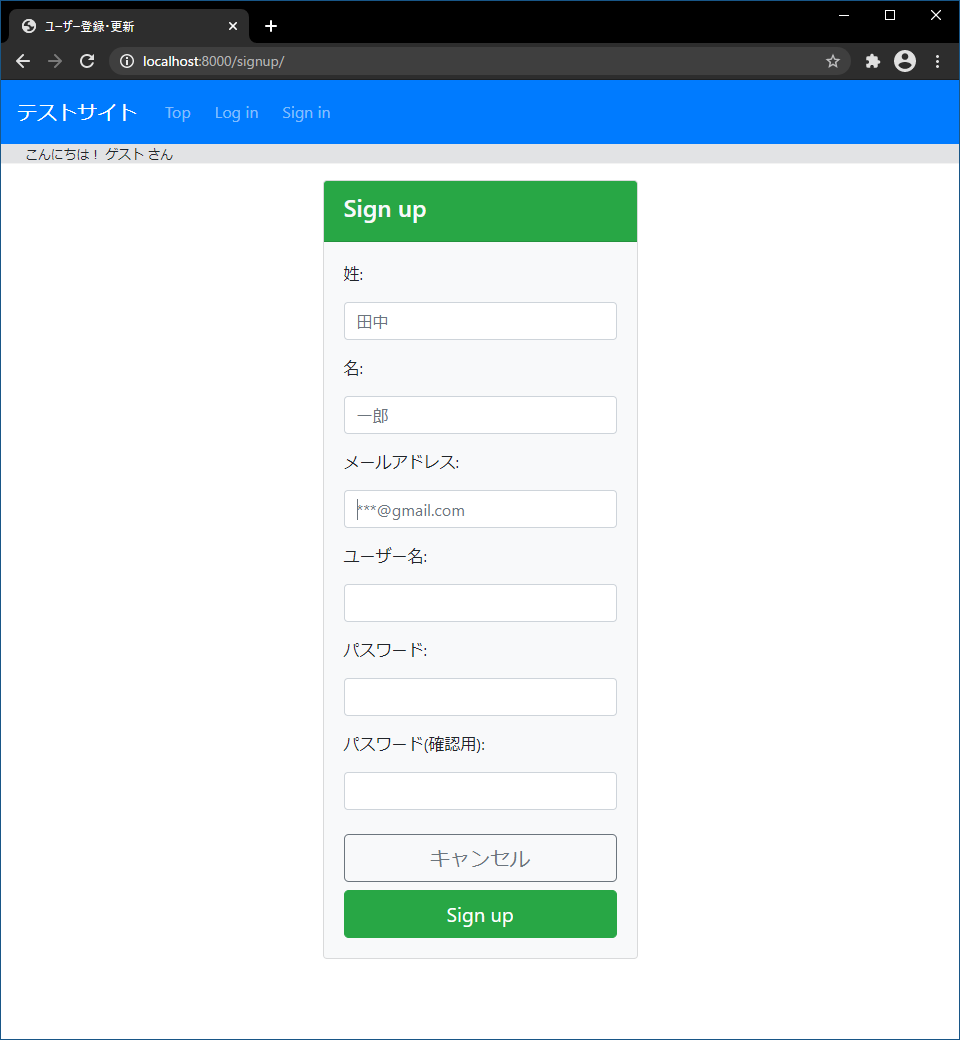 ユーザー登録・更新
localhost:8000/signup/
テストサイト Top Log in Sign in
こんにちは！ ゲスト さん
Sign up
姓:
田中
名:
一郎
メールアドレス:
***@gmail.com
ユーザー名:
パスワード:
パスワード(確認用):
キャンセル
Sign up